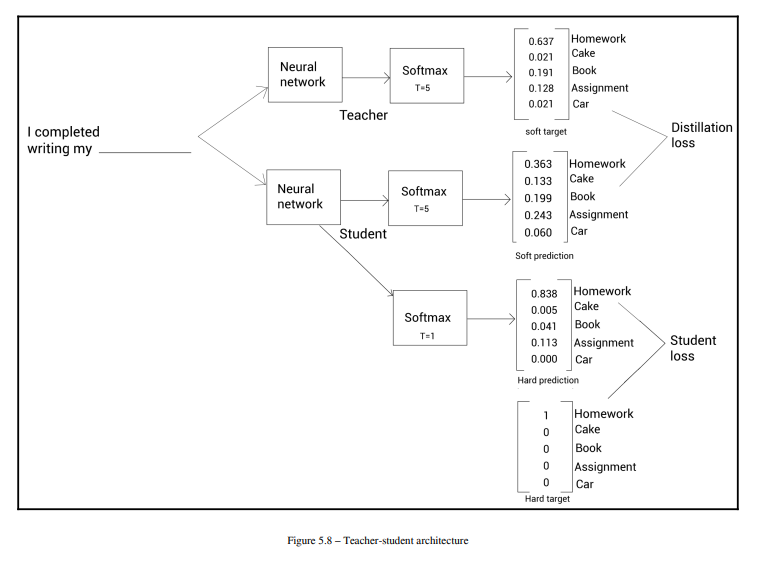 I completed
writing my ____________
Neural
network
Softmax
T=5
Teacher
0.637 Homework
0.021 Cake
0.191 Book
0.128 Assignment
0.021 Car
soft target
Distillation
loss
Neural
network
Softmax
T=5
Student
0.363 Homework
0.133 Cake
0.199 Book
0.243 Assignment
0.060 Car
Soft prediction
Softmax
T=1
0.838 Homework
0.005 Cake
0.041 Book
0.113 Assignment
0.000 Car
Hard prediction
Student
loss
1 Homework
0 Cake
0 Book
0 Assignment
0 Car
Hard target
Figure 5.8 – Teacher-student architecture